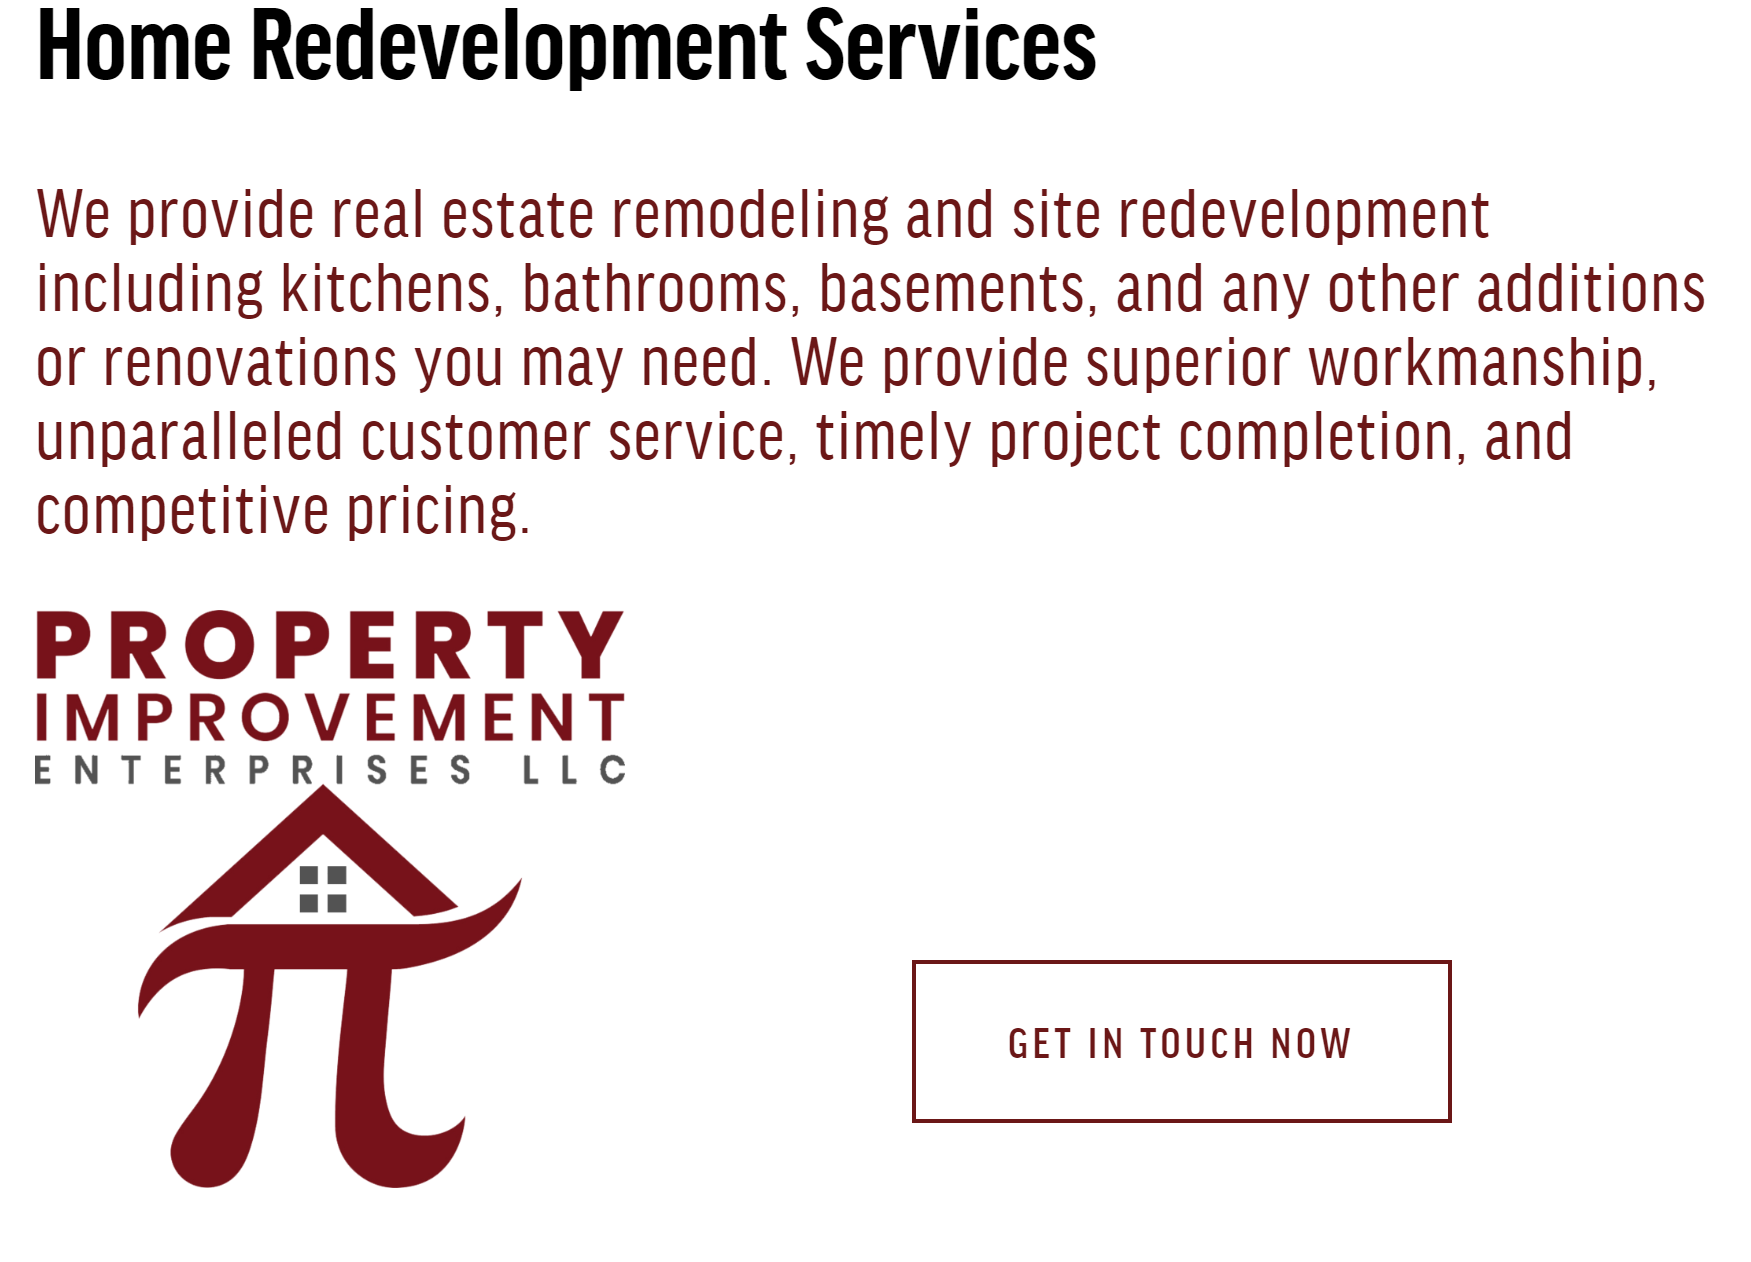 Home Redevelopment Services
We provide real estate remodeling and site redevelopment
including kitchens, bathrooms, basements, and any other additions
or renovations you may need. We provide superior workmanship,
unparalleled customer service, timely project completion, and
competitive pricing.
PROPERTY
IMPROVEMENT
ENTERPRISES LLC
π
GET IN TOUCH NOW